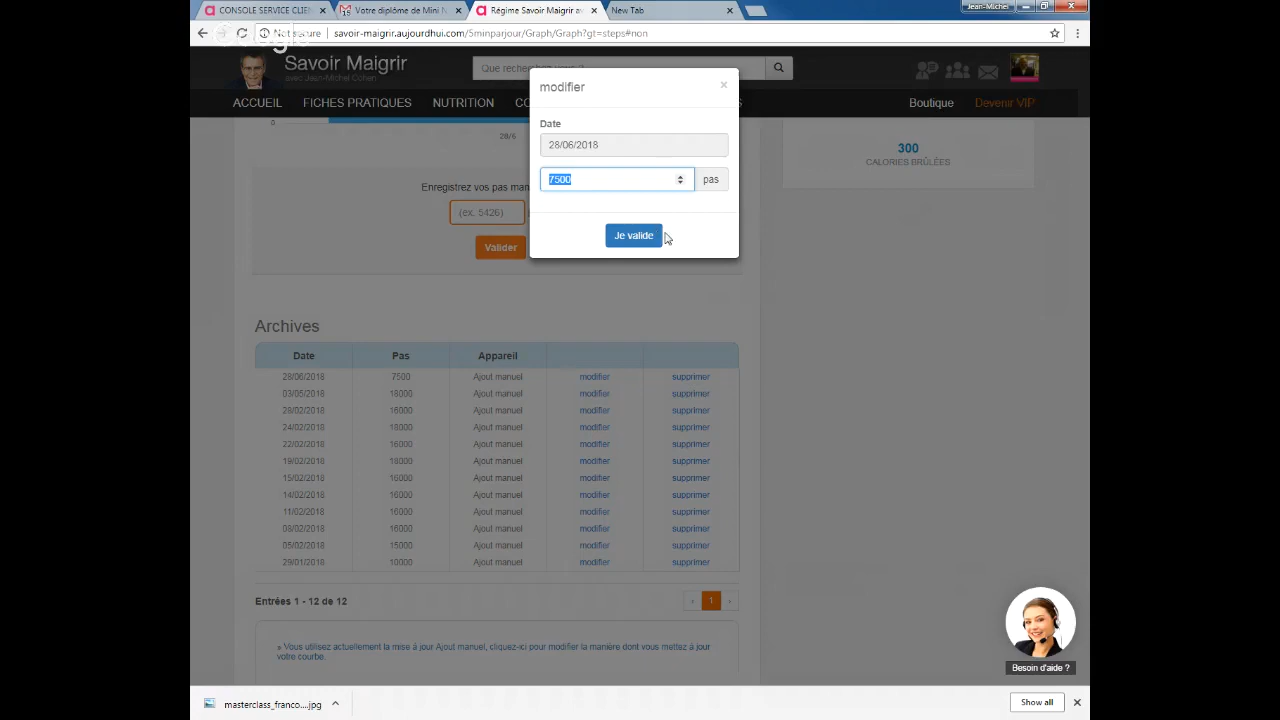 CONSOLE SERVICE CLIE
Votre diplôme de Mini N
Régime Savoir Maigrir av
New Tab
Jean-Michel
Not secure
savoir-maigrir.aujourdhui.com/5minparjour/Graph/Graph?gt=steps#non
Savoir Maigrir
avec Jean-Michel Cohen
Que recherchez
ACCUEIL FICHES PRATIQUES NUTRITION CO S Boutique Devenir VIP
modifier
×
Date
28/06/2018
7500 pas
Je valide
0
28/6
300
CALORIES BRÛLÉES
Enregistrez vos pas man
(ex. 5426)
Valider
Archives
Date Pas Appareil
28/06/2018 7500 Ajout manuel modifier supprimer
03/05/2018 18000 Ajout manuel modifier supprimer
28/02/2018 16000 Ajout manuel modifier supprimer
24/02/2018 18000 Ajout manuel modifier supprimer
22/02/2018 16000 Ajout manuel modifier supprimer
19/02/2018 18000 Ajout manuel modifier supprimer
15/02/2018 16000 Ajout manuel modifier supprimer
14/02/2018 16000 Ajout manuel modifier supprimer
11/02/2018 16000 Ajout manuel modifier supprimer
08/02/2018 16000 Ajout manuel modifier supprimer
05/02/2018 15000 Ajout manuel modifier supprimer
29/01/2018 10000 Ajout manuel modifier supprimer
Entrées 1 - 12 de 12
‹ 1 ›
» Vous utilisez actuellement la mise à jour Ajout manuel, cliquez-ici pour modifier la manière dont vous mettez à jour
votre courbe.
Besoin d'aide ?
masterclass_franco....jpg
Show all